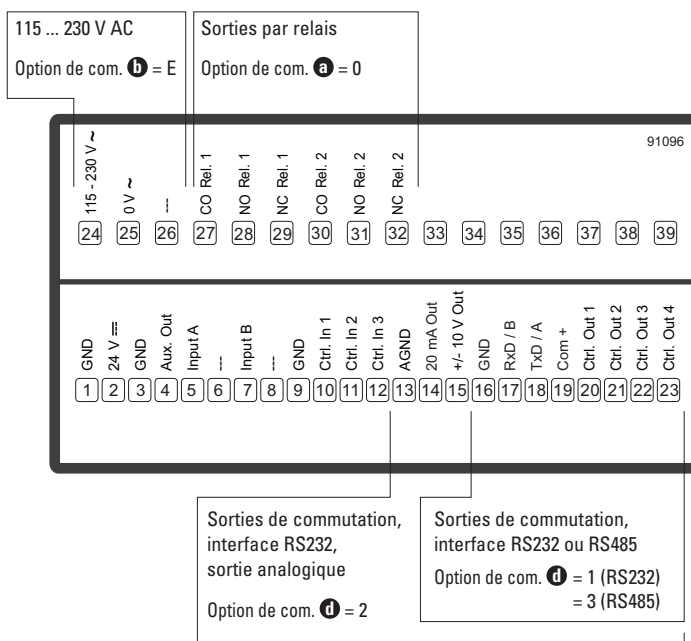 115 ... 230 V AC
Option de com. b = E
Sorties par relais
Option de com. a = 0
91096
115 - 230 V ~
0 V ~
---
CO Rel. 1
NO Rel. 1
NC Rel. 1
CO Rel. 2
NO Rel. 2
NC Rel. 2
24 25 26 27 28 29 30 31 32 33 34 35 36 37 38 39
GND
24 V ⎓
GND
Aux. Out
Input A
---
Input B
---
GND
Ctrl. In 1
Ctrl. In 2
Ctrl. In 3
AGND
20 mA Out
+/- 10 V Out
GND
RxD / B
TxD / A
Com +
Ctrl. Out 1
Ctrl. Out 2
Ctrl. Out 3
Ctrl. Out 4
1 2 3 4 5 6 7 8 9 10 11 12 13 14 15 16 17 18 19 20 21 22 23
Sorties de commutation,
interface RS232,
sortie analogique
Option de com. d = 2
Sorties de commutation,
interface RS232 ou RS485
Option de com. d = 1 (RS232)
= 3 (RS485)